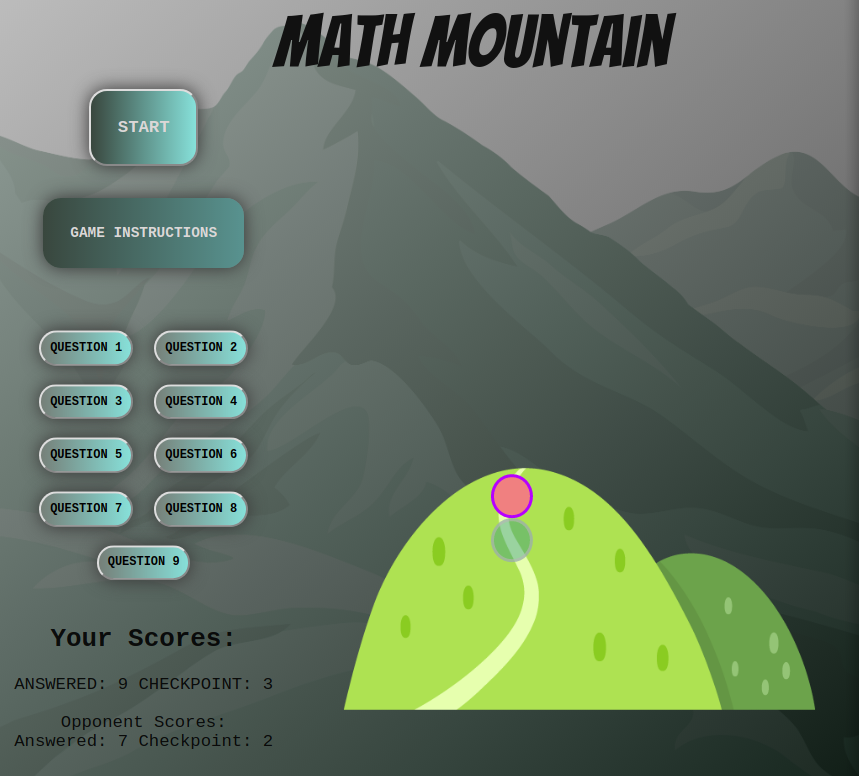 MATH MOUNTAIN
START
GAME INSTRUCTIONS
QUESTION 1 QUESTION 2
QUESTION 3 QUESTION 4
QUESTION 5 QUESTION 6
QUESTION 7 QUESTION 8
QUESTION 9
Your Scores:
ANSWERED: 9 CHECKPOINT: 3
Opponent Scores:
Answered: 7 Checkpoint: 2